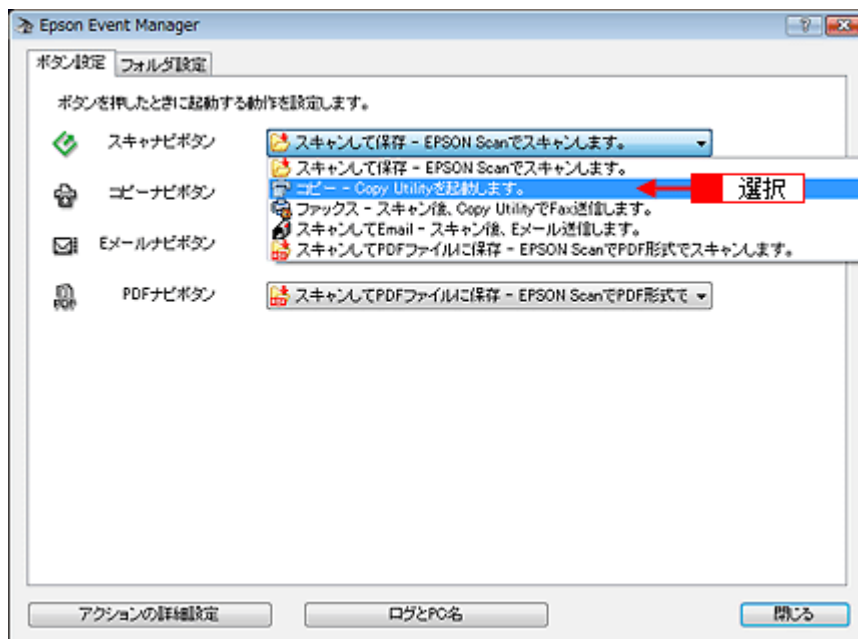 Epson Event Manager
ボタン設定 フォルダ設定
ボタンを押したときに起動する動作を設定します。
スキャナビボタン スキャンして保存 - EPSON Scanでスキャンします。
スキャンして保存 - EPSON Scanでスキャンします。
コピーナビボタン コピー - Copy Utilityを起動します。 選択
ファックス - スキャン後、Copy UtilityでFax送信します。
Eメールナビボタン スキャンしてEmail - スキャン後、Eメール送信します。
スキャンしてPDFファイルに保存 - EPSON ScanでPDF形式でスキャンします。
PDF PDFナビボタン スキャンしてPDFファイルに保存 - EPSON ScanでPDF形式で
アクションの詳細設定 ログとPC名 閉じる